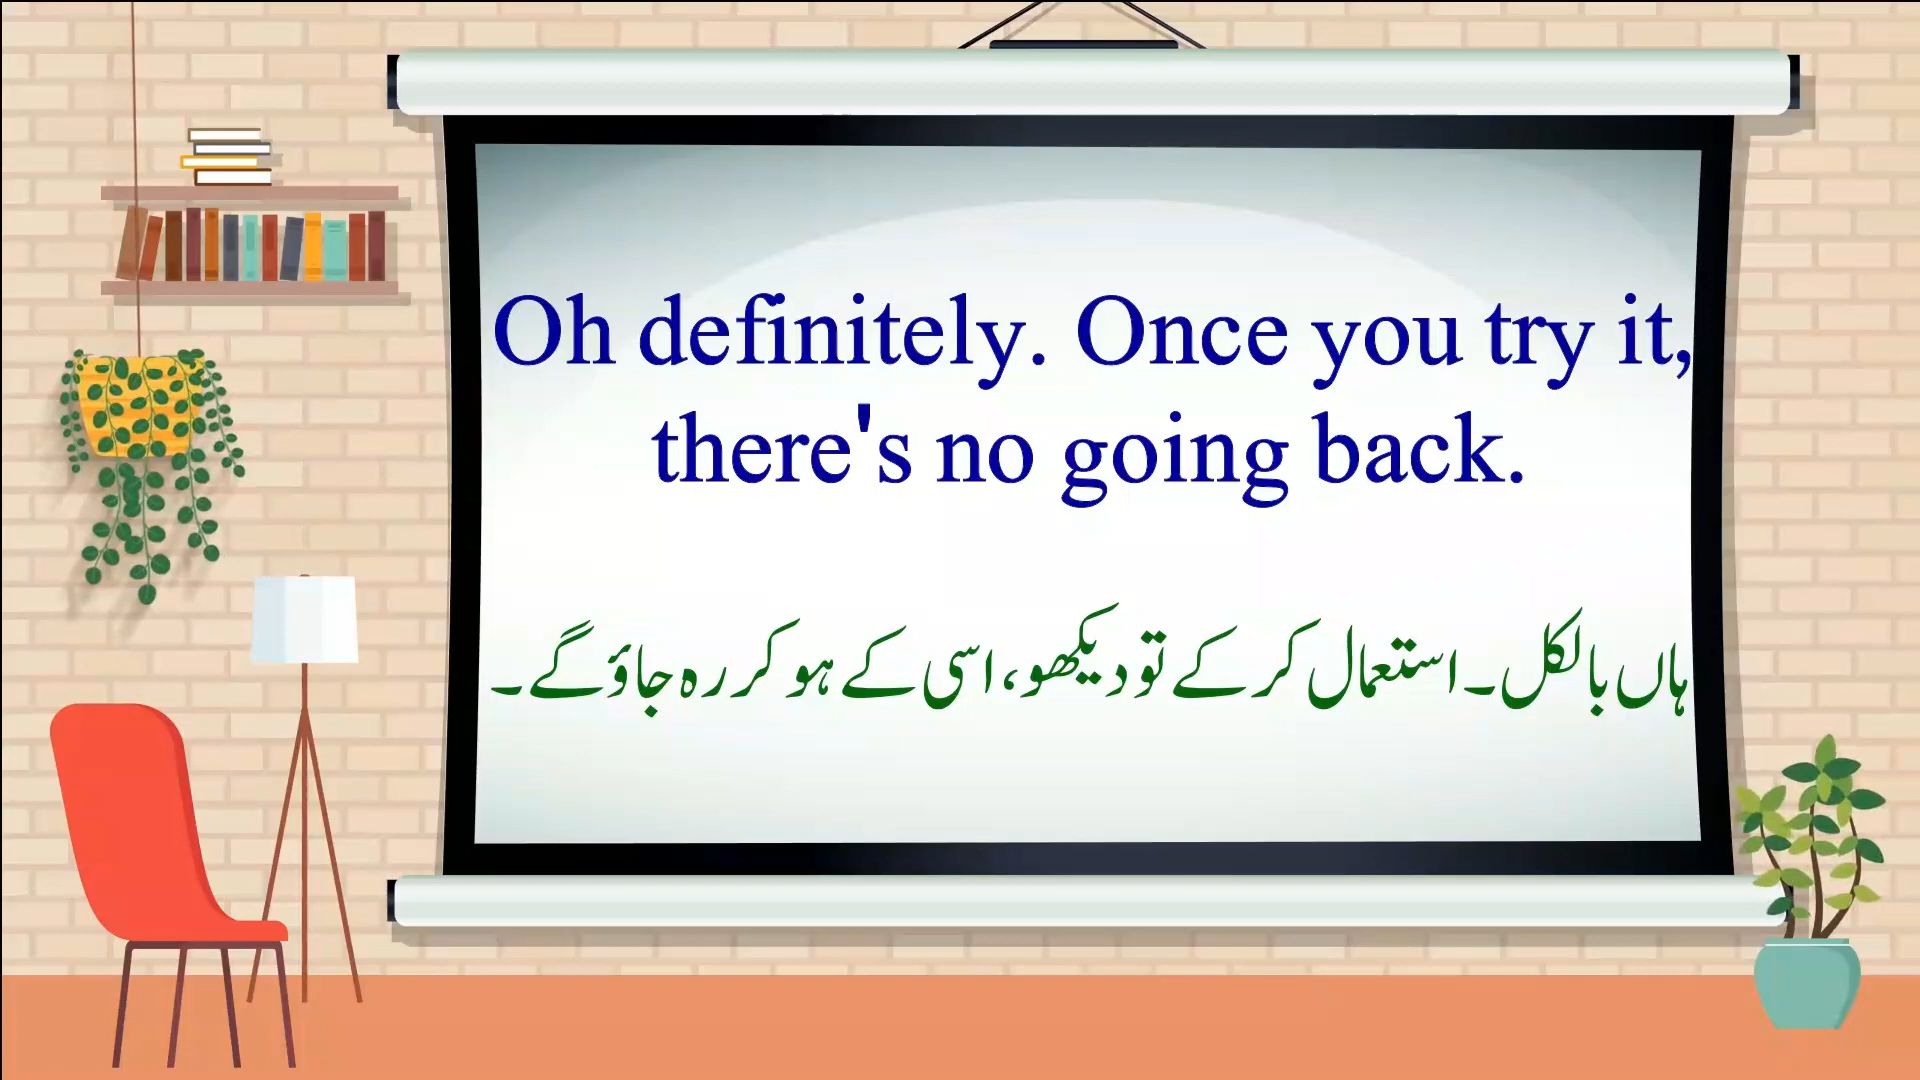 Oh definitely. Once you try it,
there's no going back.
ہاں بالکل۔ استعمال کر کے تو دیکھو، اسی کے ہو کر رہ جاؤ گے۔